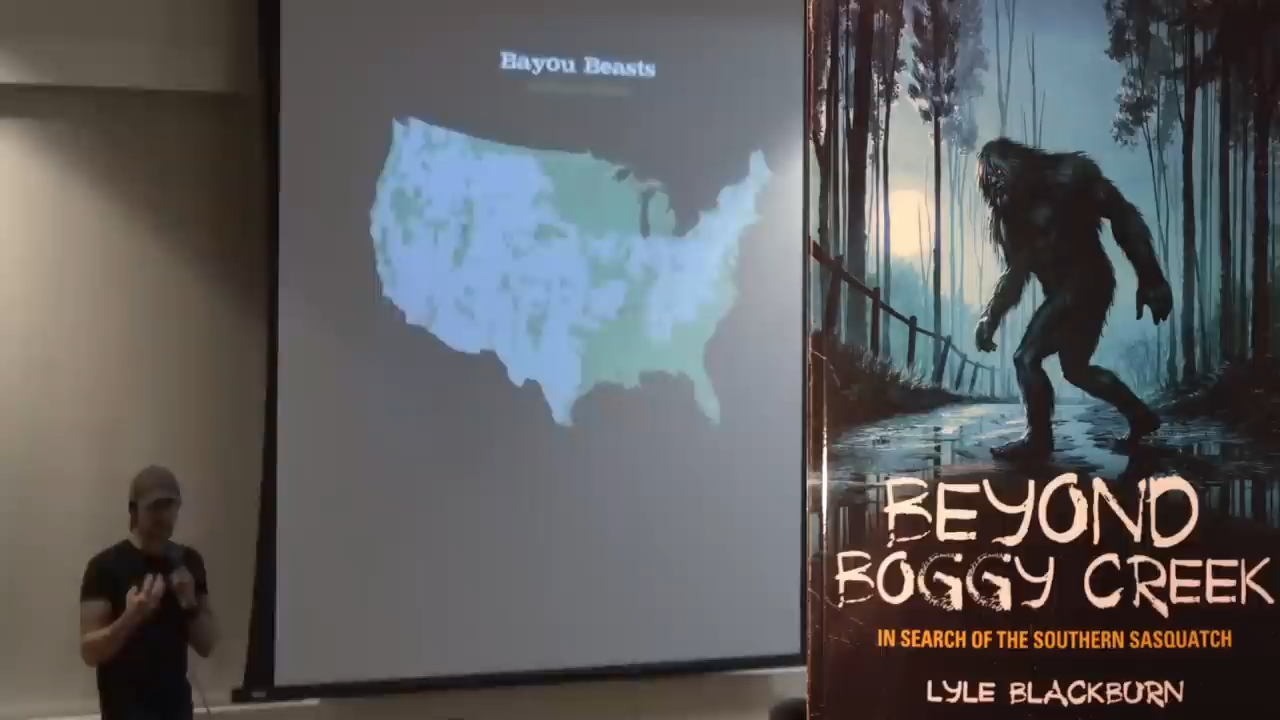 Bayou Beasts
BEYOND
BOGGY CREEK
IN SEARCH OF THE SOUTHERN SASQUATCH
LYLE BLACKBURN